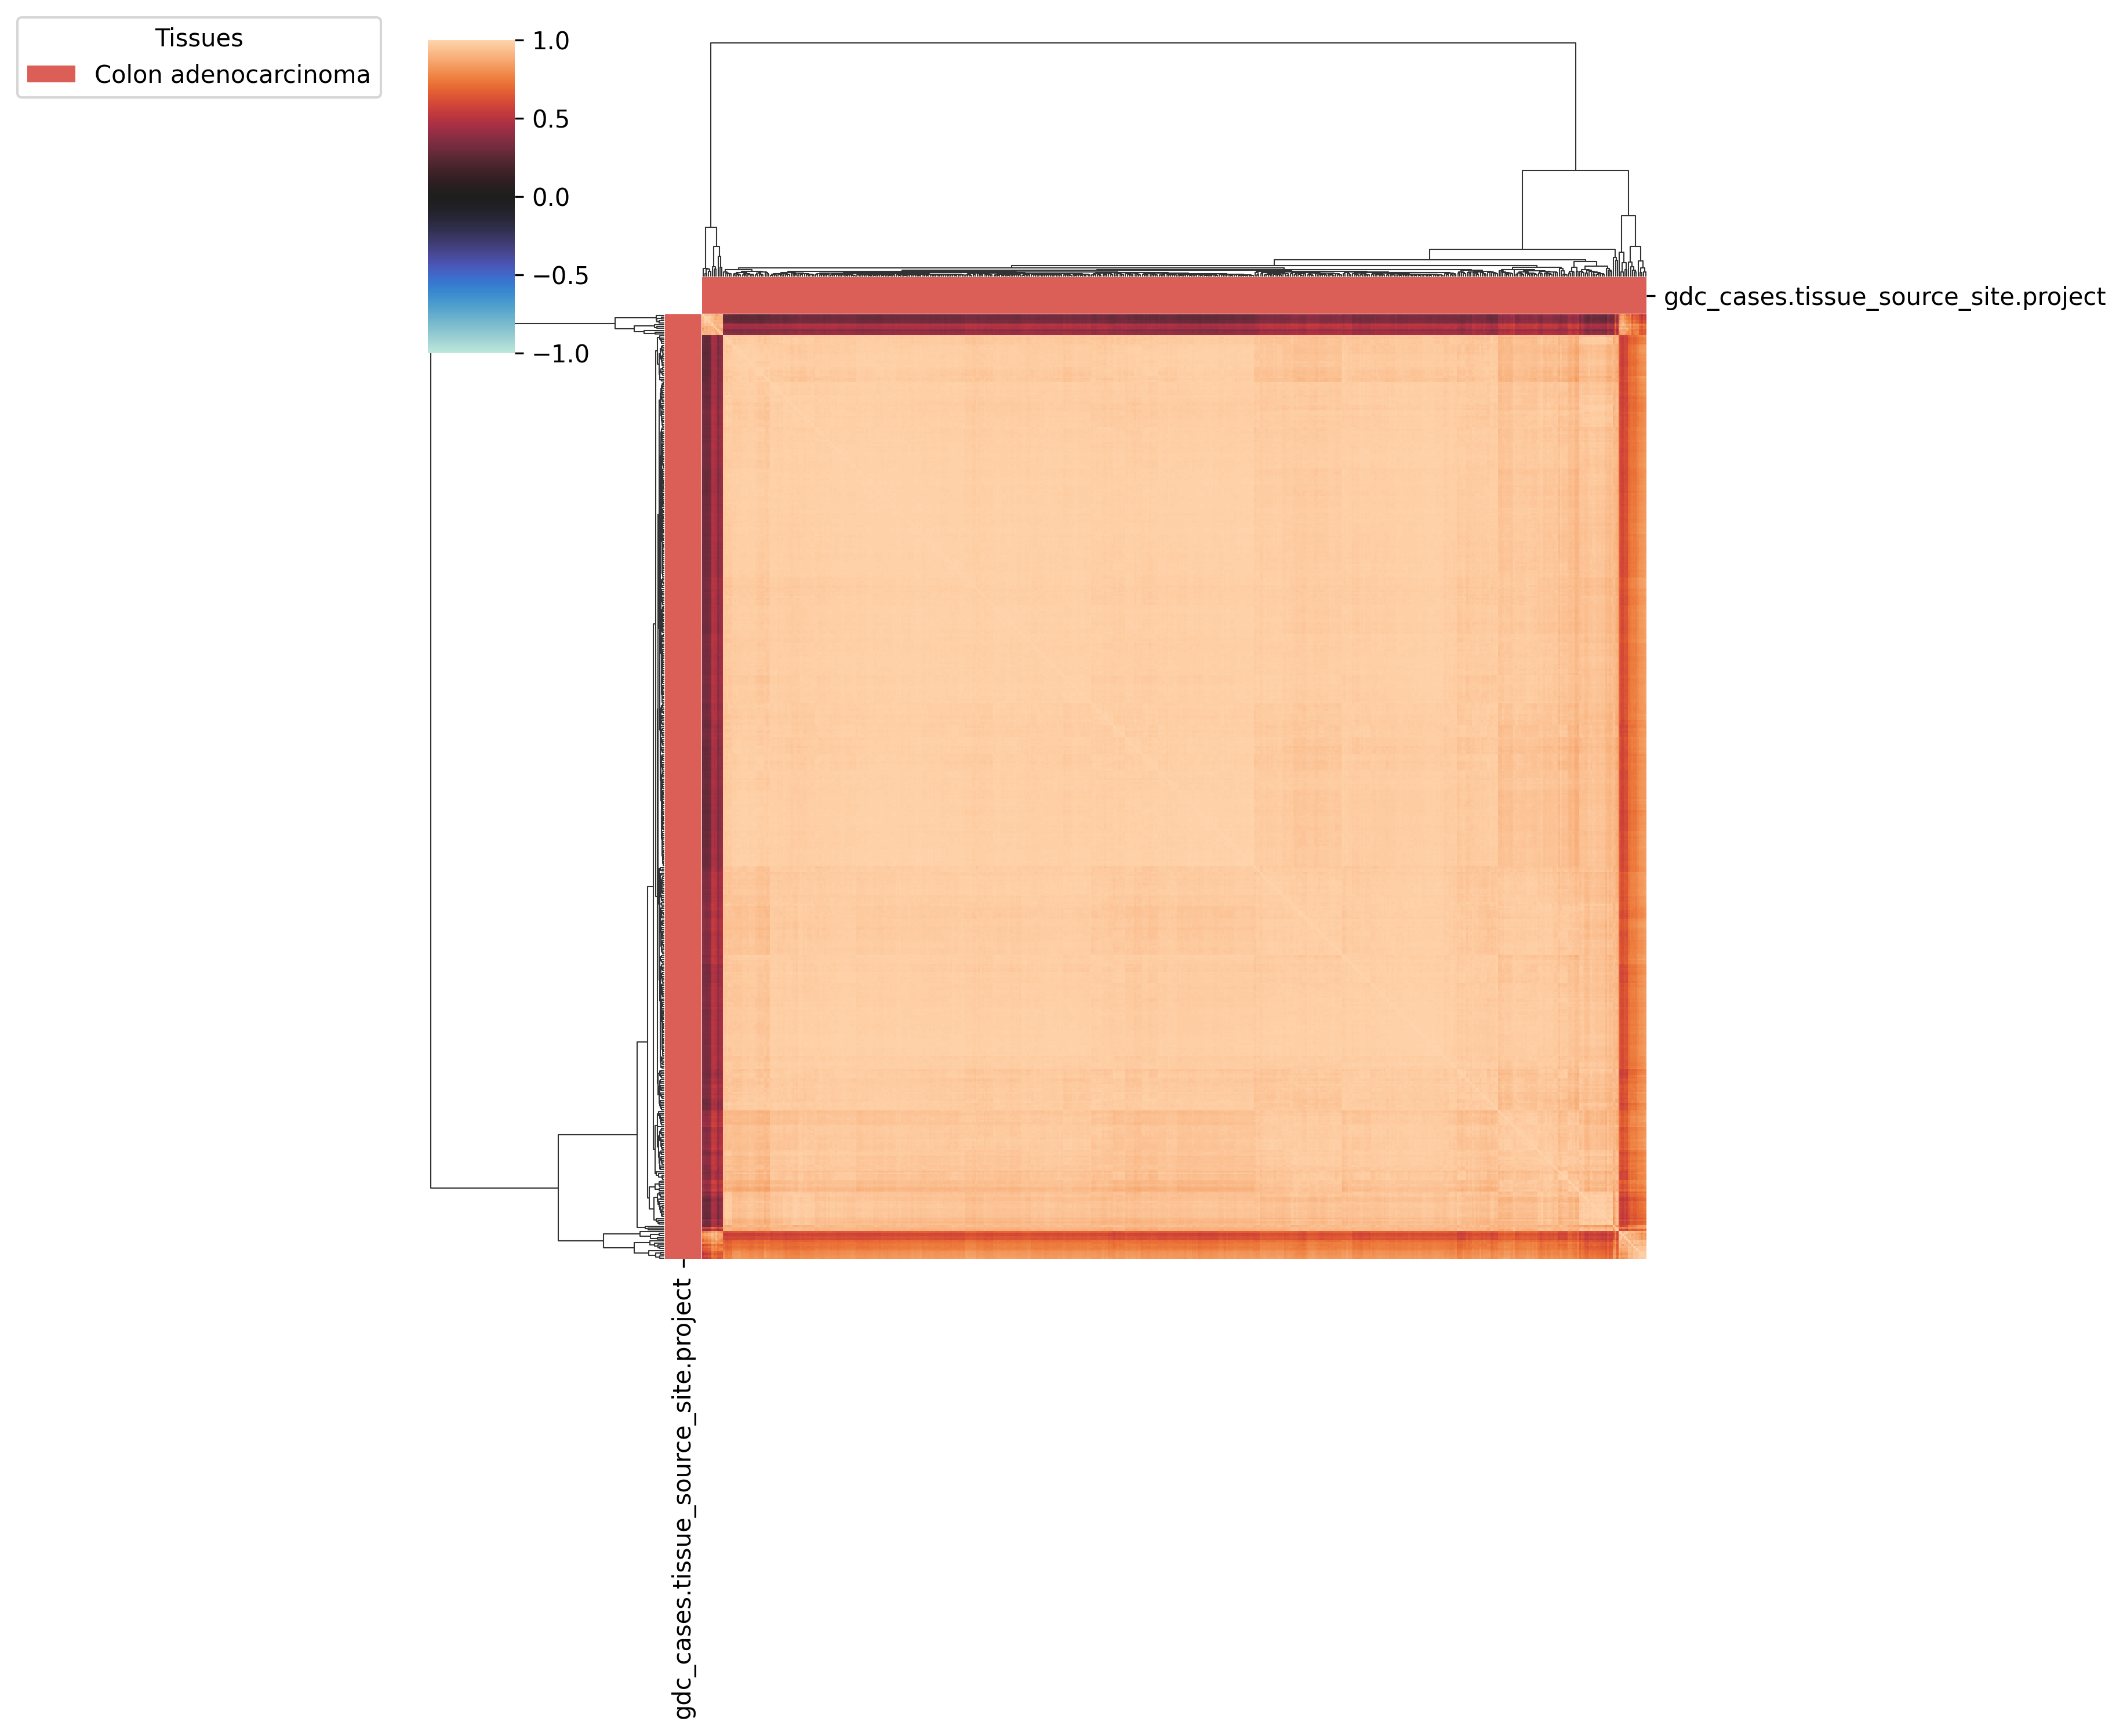 Tissues
Colon adenocarcinoma
1.0
0.5
0.0
−0.5
−1.0
gdc_cases.tissue_source_site.project
gdc_cases.tissue_source_site.project